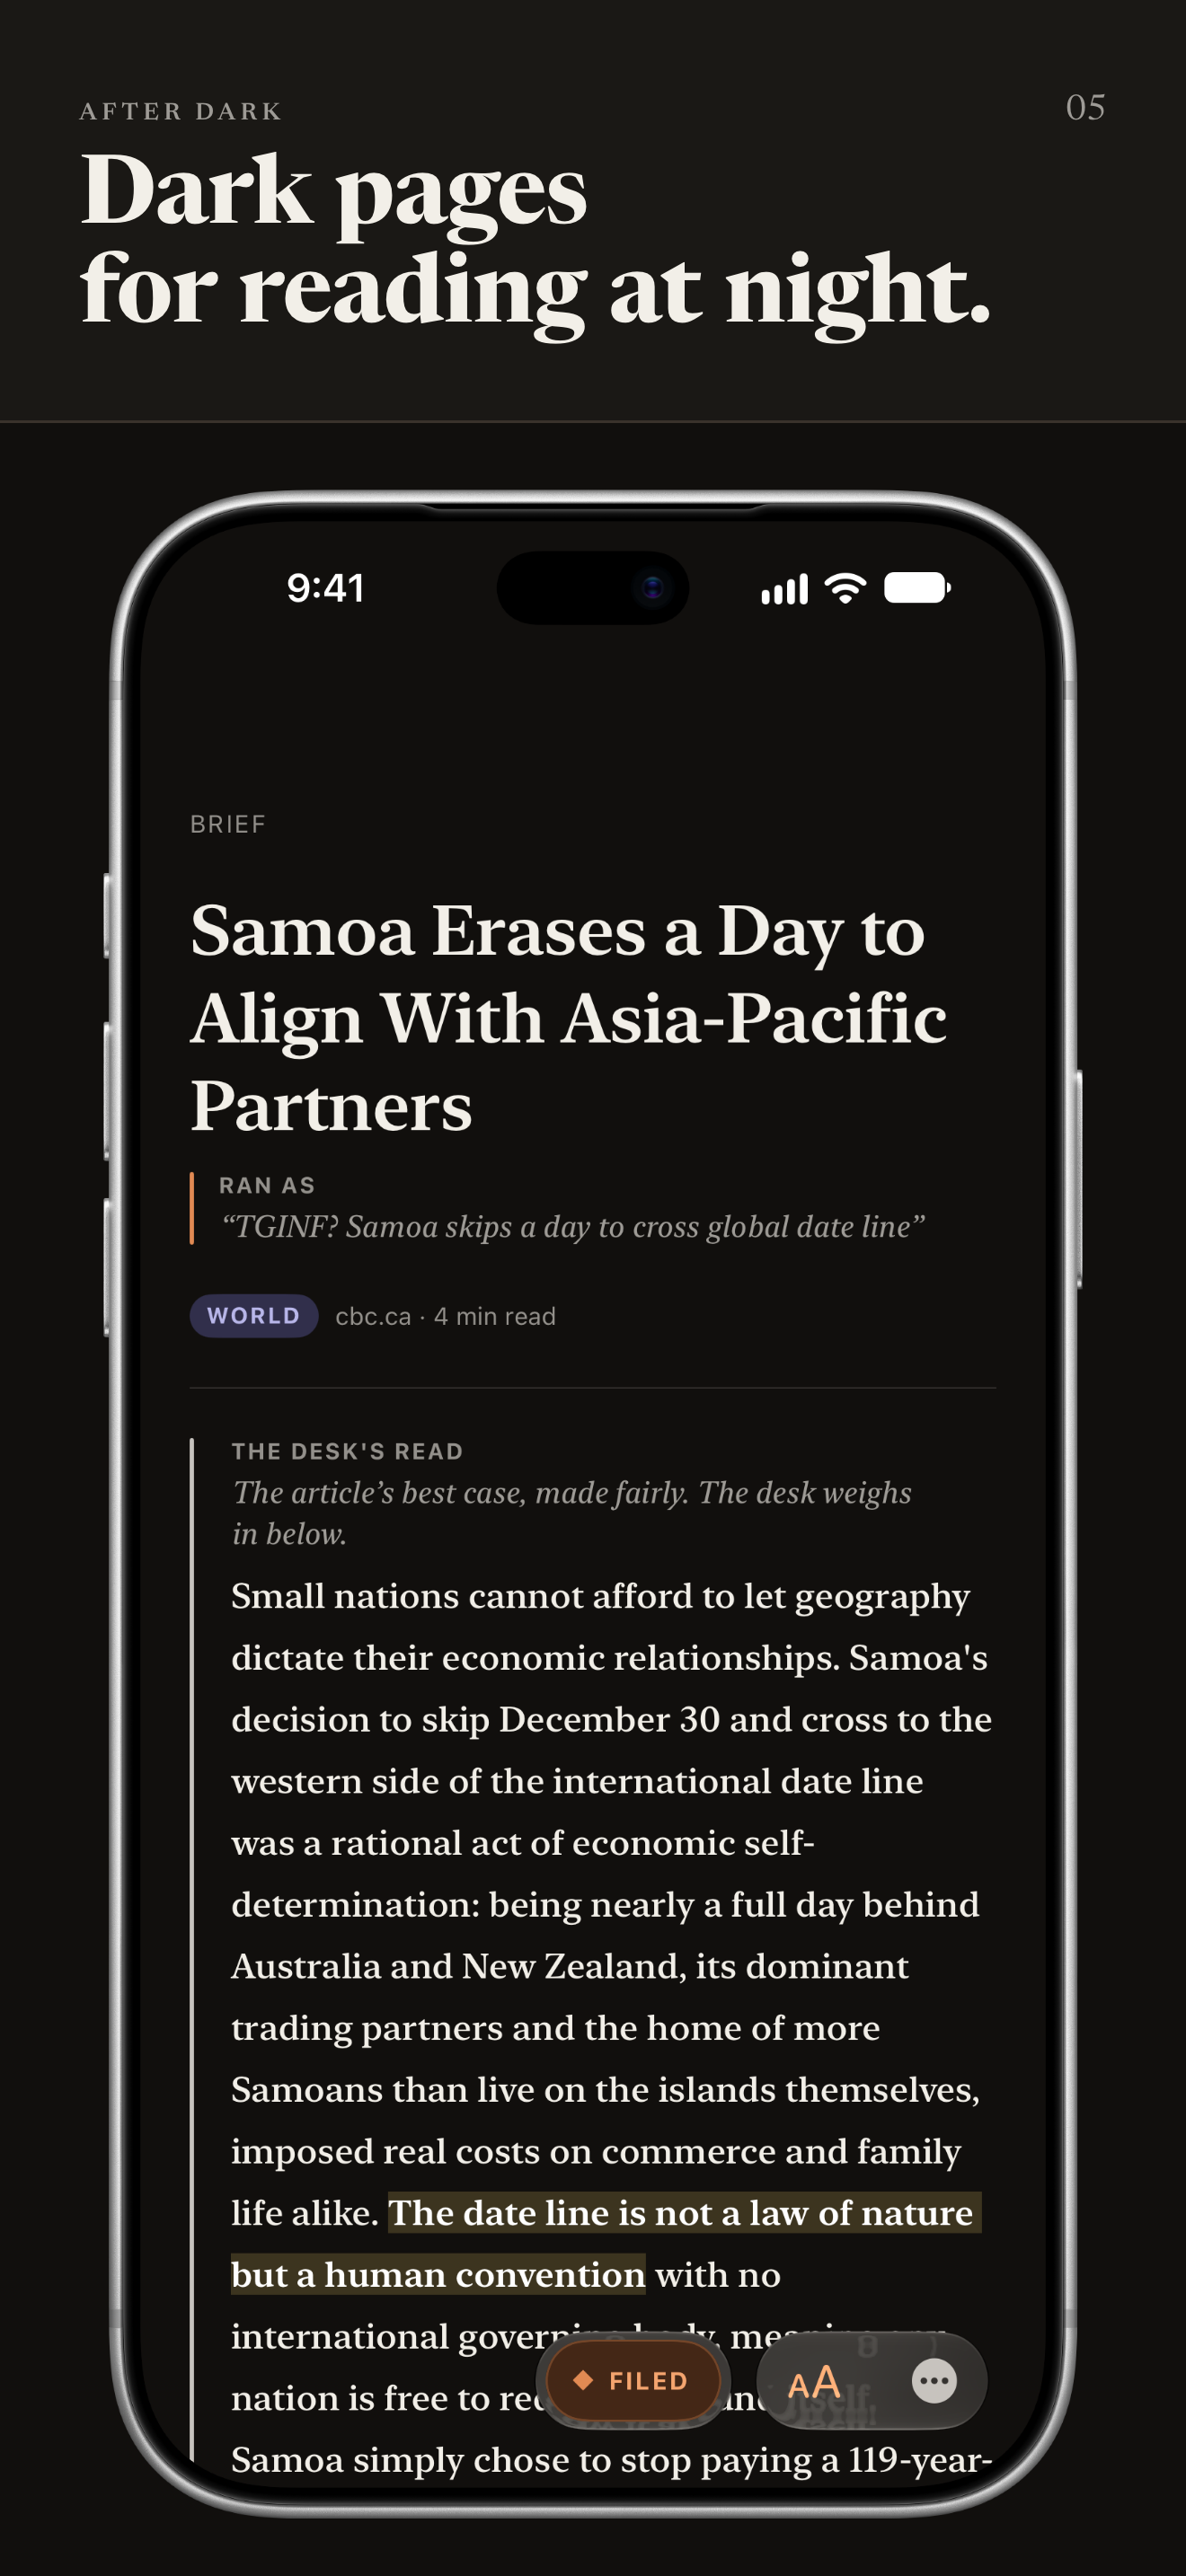 AFTER DARK
05
Dark pages
for reading at night.
9:41
BRIEF
Samoa Erases a Day to
Align With Asia-Pacific
Partners
RAN AS
“TGINF? Samoa skips a day to cross global date line”
WORLD
cbc.ca · 4 min read
THE DESK'S READ
The article’s best case, made fairly. The desk weighs
in below.
Small nations cannot afford to let geography
dictate their economic relationships. Samoa's
decision to skip December 30 and cross to the
western side of the international date line
was a rational act of economic self-
determination: being nearly a full day behind
Australia and New Zealand, its dominant
trading partners and the home of more
Samoans than live on the islands themselves,
imposed real costs on commerce and family
life alike. The date line is not a law of nature
but a human convention with no
international
nation is free to
Samoa simply chose to stop paying a 119-year-
◆ FILED
AA